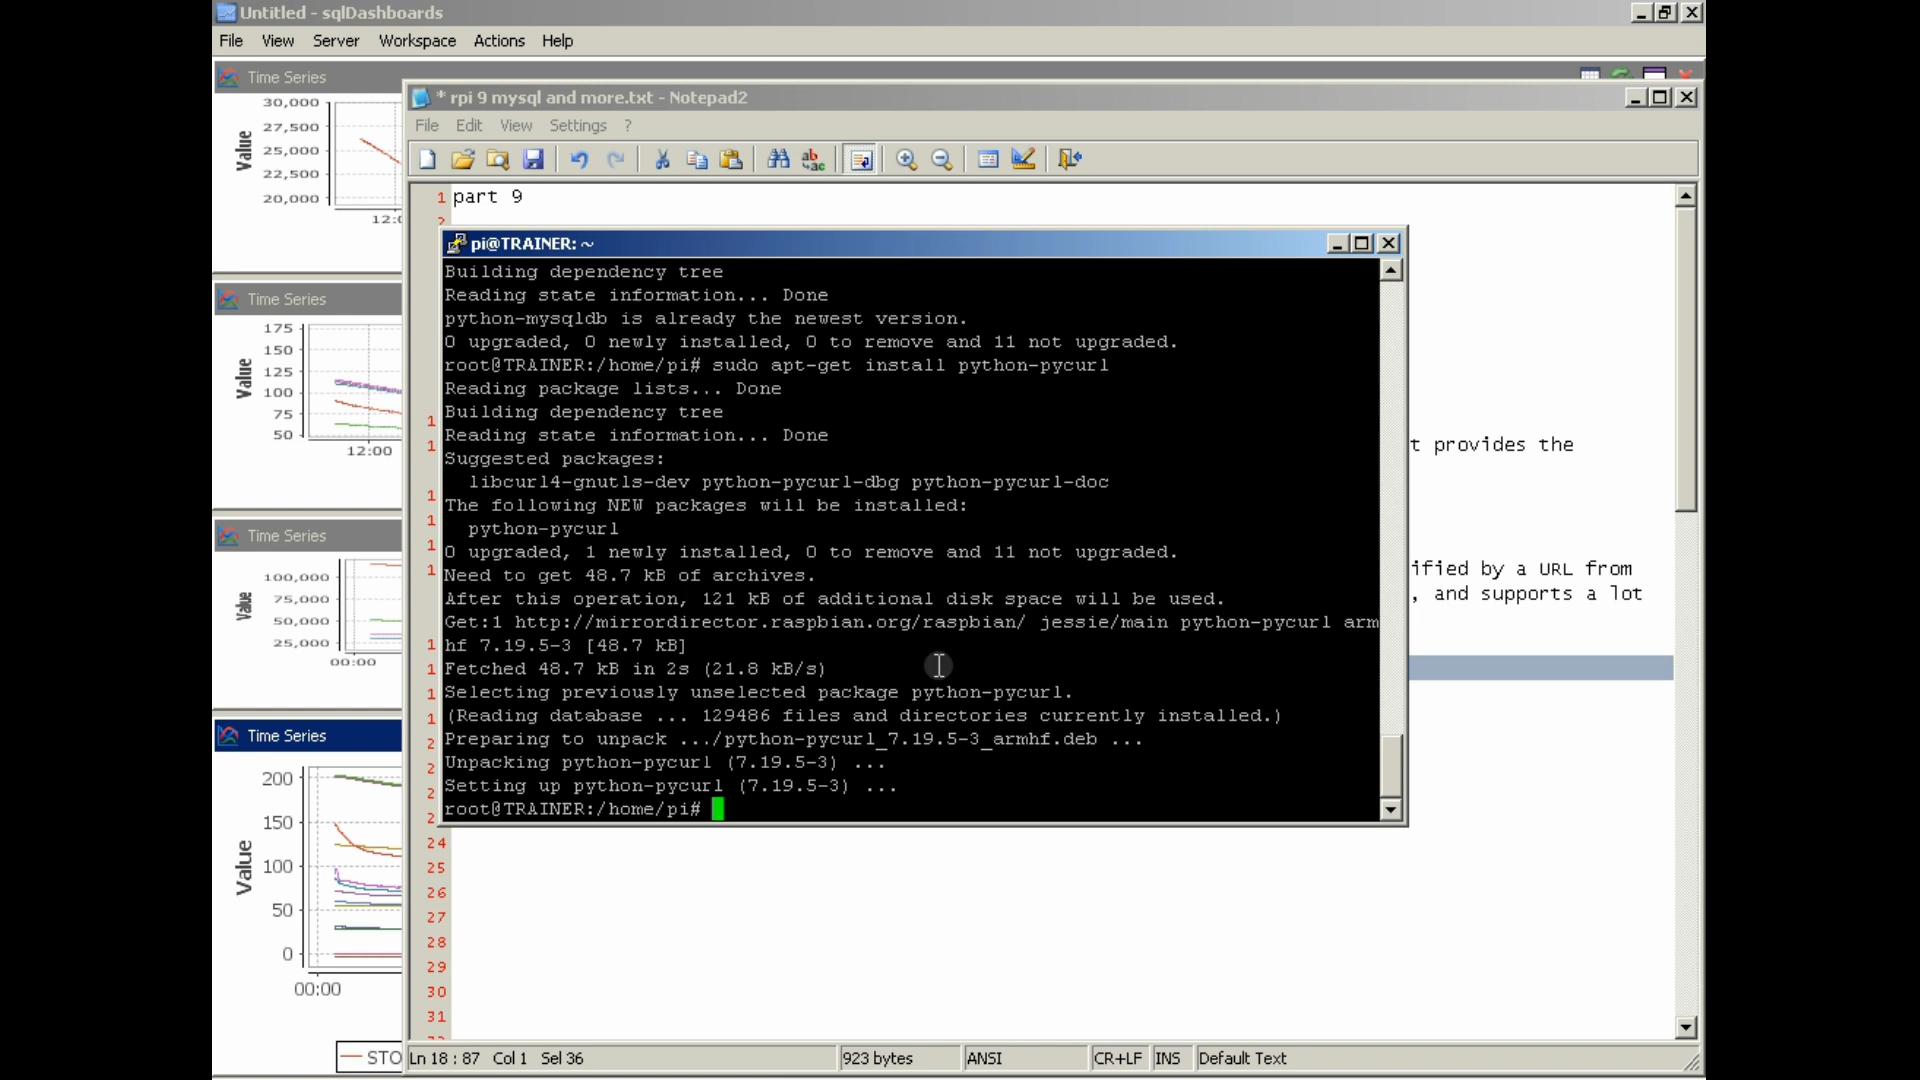 Untitled - sqlDashboards
File View Server Workspace Actions Help
Time Series
30,000
27,500
25,000
22,500
20,000
Value
Time Series
175
150
125
100
75
50
Value
12:00
Time Series
100,000
75,000
50,000
25,000
Value
00:00
Time Series
200
150
100
50
0
Value
00:00
* rpi 9 mysql and more.txt - Notepad2
File Edit View Settings ?
1 part 9
pi@TRAINER: ~
Building dependency tree
Reading state information... Done
python-mysqldb is already the newest version.
0 upgraded, 0 newly installed, 0 to remove and 11 not upgraded.
root@TRAINER:/home/pi# sudo apt-get install python-pycurl
Reading package lists... Done
Building dependency tree
Reading state information... Done
Suggested packages:
libcurl4-gnutls-dev python-pycurl-dbg python-pycurl-doc
The following NEW packages will be installed:
python-pycurl
0 upgraded, 1 newly installed, 0 to remove and 11 not upgraded.
Need to get 48.7 kB of archives.
After this operation, 121 kB of additional disk space will be used.
Get:1 http://mirrordirector.raspbian.org/raspbian/ jessie/main python-pycurl arm
hf 7.19.5-3 [48.7 kB]
Fetched 48.7 kB in 2s (21.8 kB/s)
Selecting previously unselected package python-pycurl.
(Reading database ... 129486 files and directories currently installed.)
Preparing to unpack .../python-pycurl_7.19.5-3_armhf.deb ...
Unpacking python-pycurl (7.19.5-3) ...
Setting up python-pycurl (7.19.5-3) ...
root@TRAINER:/home/pi#
t provides the
ified by a URL from
, and supports a lot
24
25
26
27
28
29
30
31
Ln 18 : 87 Col 1 Sel 36 923 bytes ANSI CR+LF INS Default Text